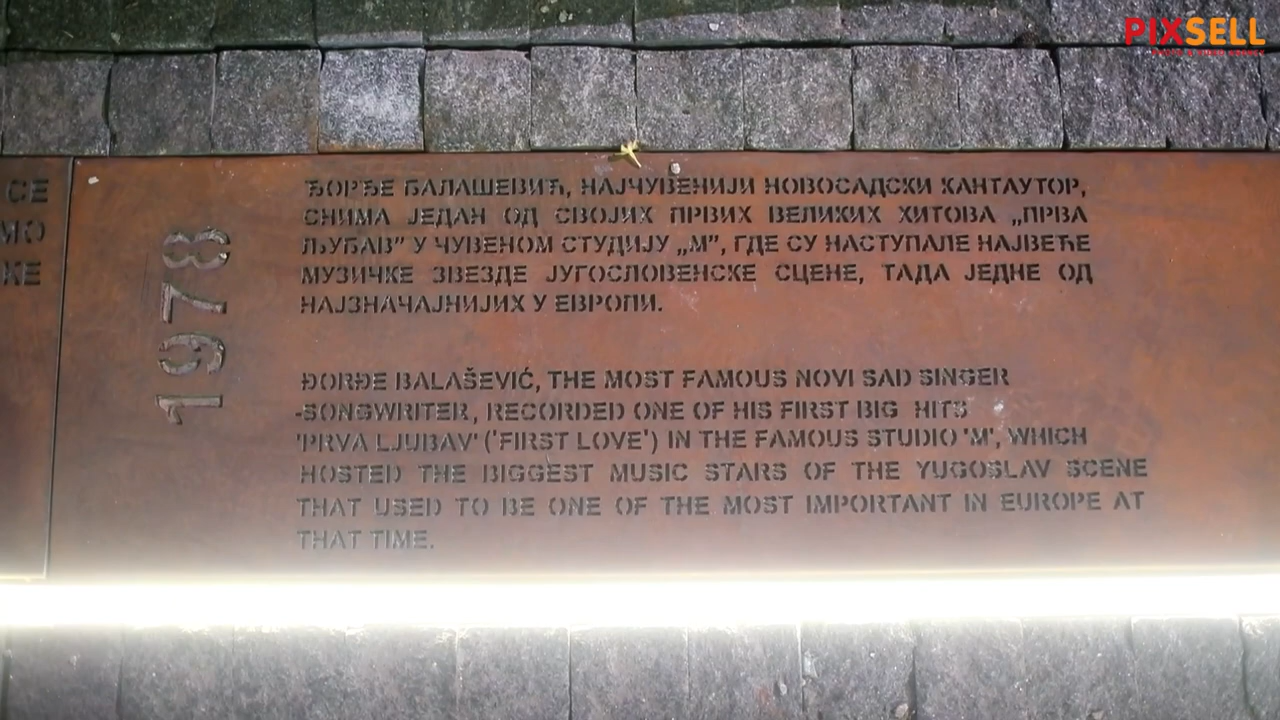 PIXSELL
СЕ
МО
КЕ
1978
ЂОРЂЕ БАЛАШЕВИЋ, НАЈЧУВЕНИЈИ НОВОСАДСКИ КАНТАУТОР,
СНИМА ЈЕДАН ОД СВОЈИХ ПРВИХ ВЕЛИКИХ ХИТОВА „ПРВА
ЉУБАВ” У ЧУВЕНОМ СТУДИЈУ „М”, ГДЕ СУ НАСТУПАЛЕ НАЈВЕЋЕ
МУЗИЧКЕ ЗВЕЗДЕ ЈУГОСЛОВЕНСКЕ СЦЕНЕ, ТАДА ЈЕДНЕ ОД
НАЈЗНАЧАЈНИЈИХ У ЕВРОПИ.
ĐORĐE BALAŠEVIĆ, THE MOST FAMOUS NOVI SAD SINGER
-SONGWRITER, RECORDED ONE OF HIS FIRST BIG HITS
'PRVA LJUBAV' ('FIRST LOVE') IN THE FAMOUS STUDIO 'M', WHICH
HOSTED THE BIGGEST MUSIC STARS OF THE YUGOSLAV SCENE
THAT USED TO BE ONE OF THE MOST IMPORTANT IN EUROPE AT
THAT TIME.